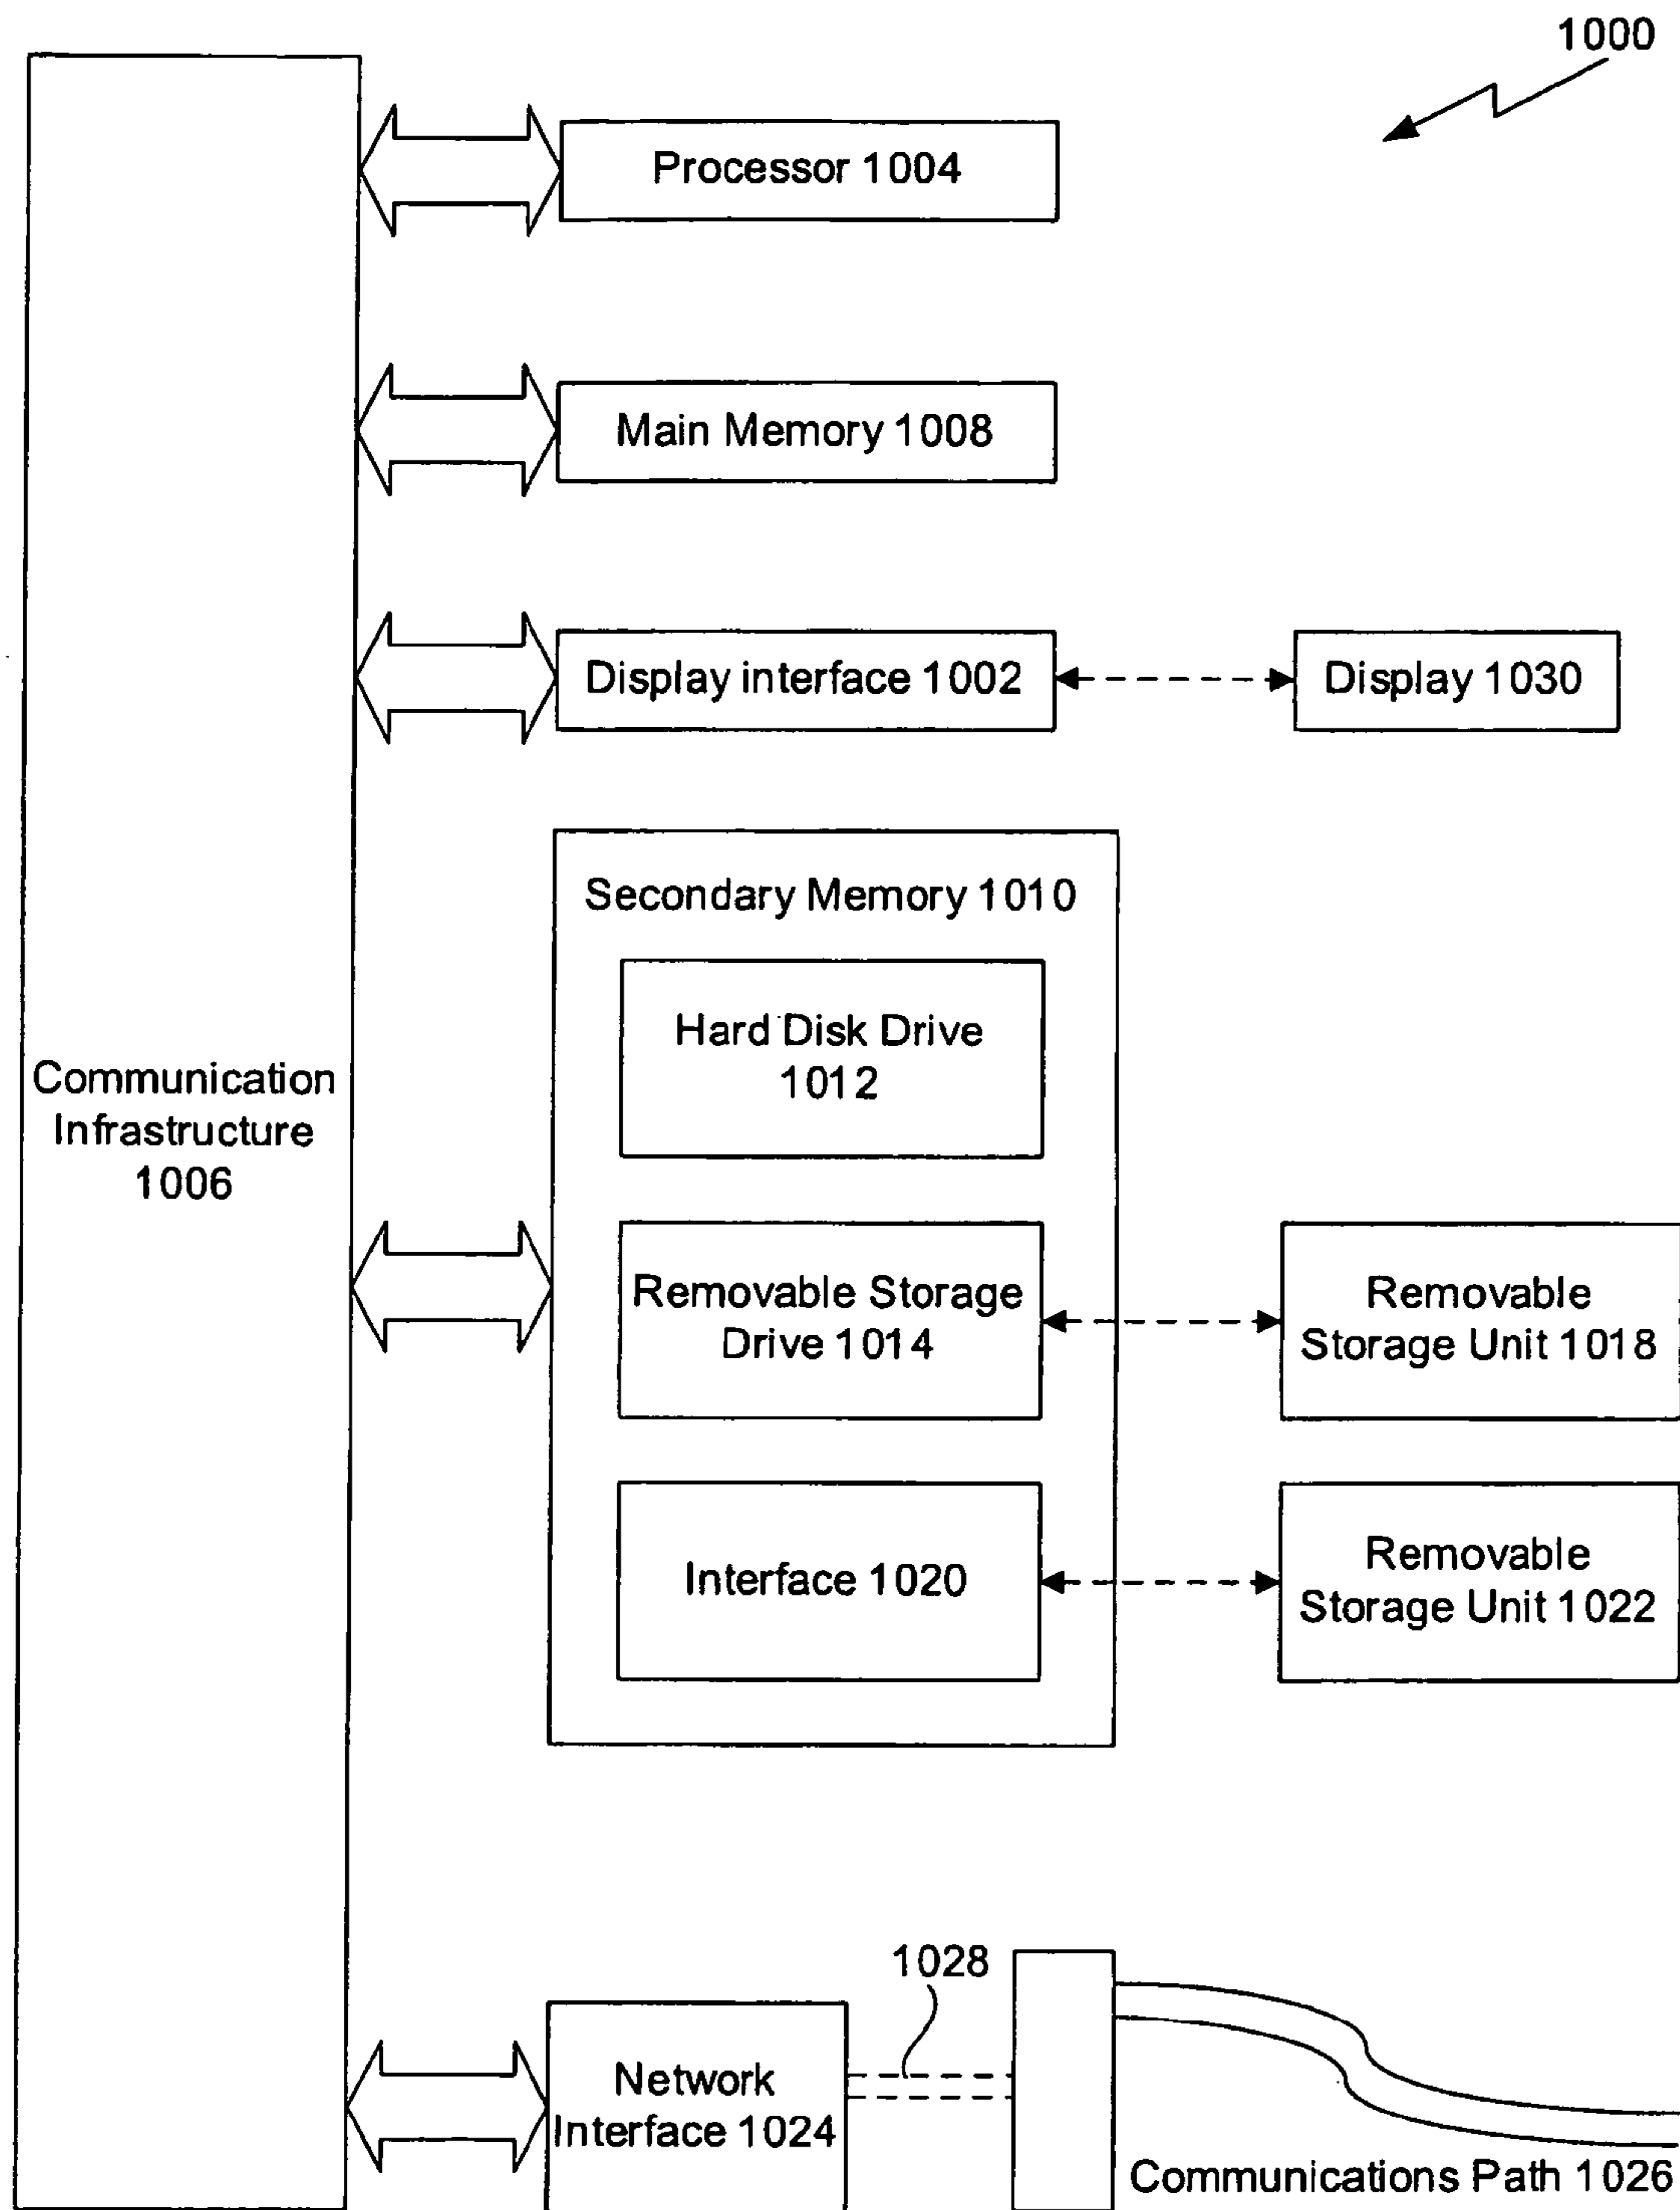 1000
Processor 1004
Main Memory 1008
Display interface 1002
Display 1030
Secondary Memory 1010
Hard Disk Drive
1012
Communication
Infrastructure
1006
Removable Storage
Drive 1014
Removable
Storage Unit 1018
Interface 1020
Removable
Storage Unit 1022
1028
Network
Interface 1024
Communications Path 1026